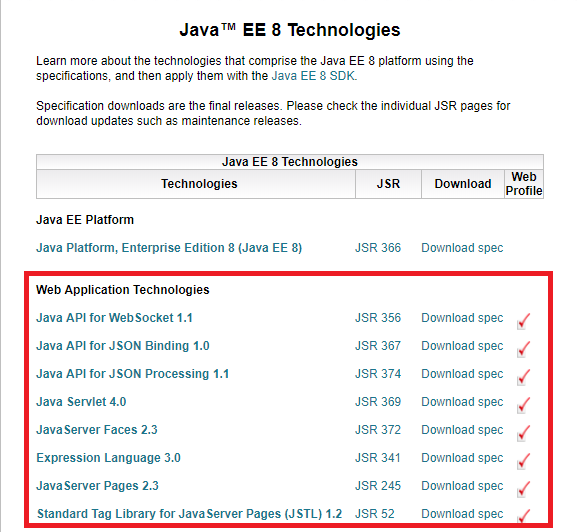 Java™ EE 8 Technologies
Learn more about the technologies that comprise the Java EE 8 platform using the
specifications, and then apply them with the Java EE 8 SDK.
Specification downloads are the final releases. Please check the individual JSR pages for
download updates such as maintenance releases.
Java EE 8 Technologies
Technologies JSR Download Web Profile
Java EE Platform
Java Platform, Enterprise Edition 8 (Java EE 8) JSR 366 Download spec
Web Application Technologies
Java API for WebSocket 1.1 JSR 356 Download spec
Java API for JSON Binding 1.0 JSR 367 Download spec
Java API for JSON Processing 1.1 JSR 374 Download spec
Java Servlet 4.0 JSR 369 Download spec
JavaServer Faces 2.3 JSR 372 Download spec
Expression Language 3.0 JSR 341 Download spec
JavaServer Pages 2.3 JSR 245 Download spec
Standard Tag Library for JavaServer Pages (JSTL) 1.2 JSR 52 Download spec